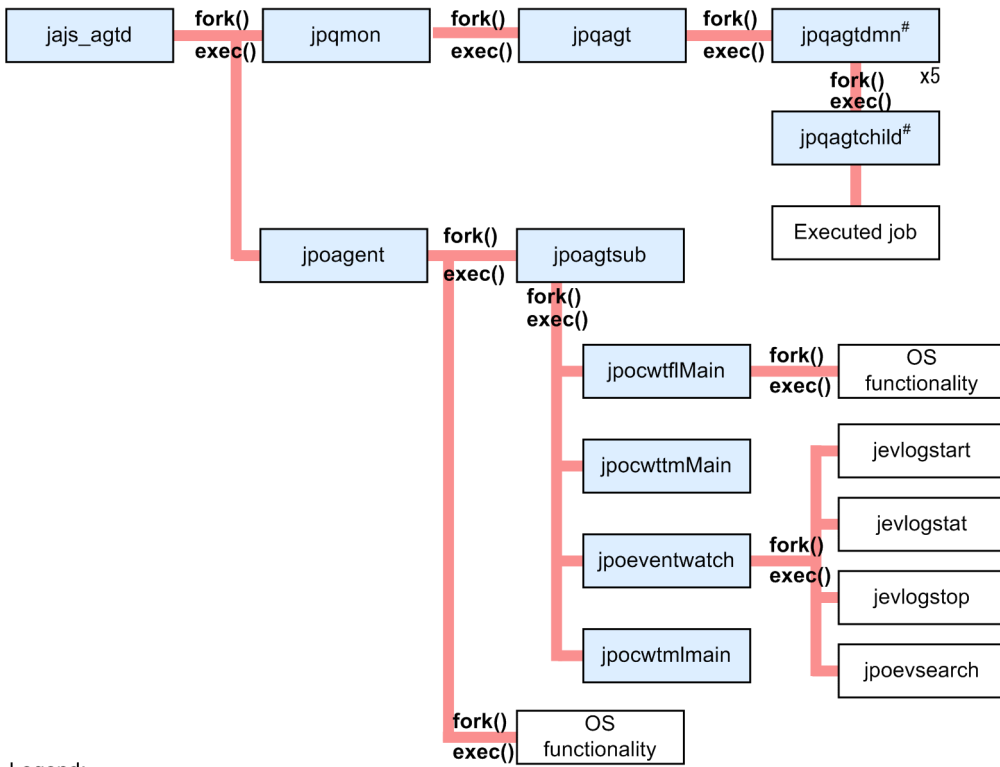 jajs_agtd
fork()
exec()
jpqmon
fork()
exec()
jpqagt
fork()
exec()
jpqagtdmn#
x5
fork()
exec()
jpqagtchild#
Executed job
jpoagent
fork()
exec()
jpoagtsub
fork()
exec()
jpocwtflMain
fork()
exec()
OS
functionality
jpocwttmMain
jpoeventwatch
fork()
exec()
jevlogstart
jevlogstat
jevlogstop
jpoevsearch
jpocwtmlmain
fork()
exec()
OS
functionality
Legend: